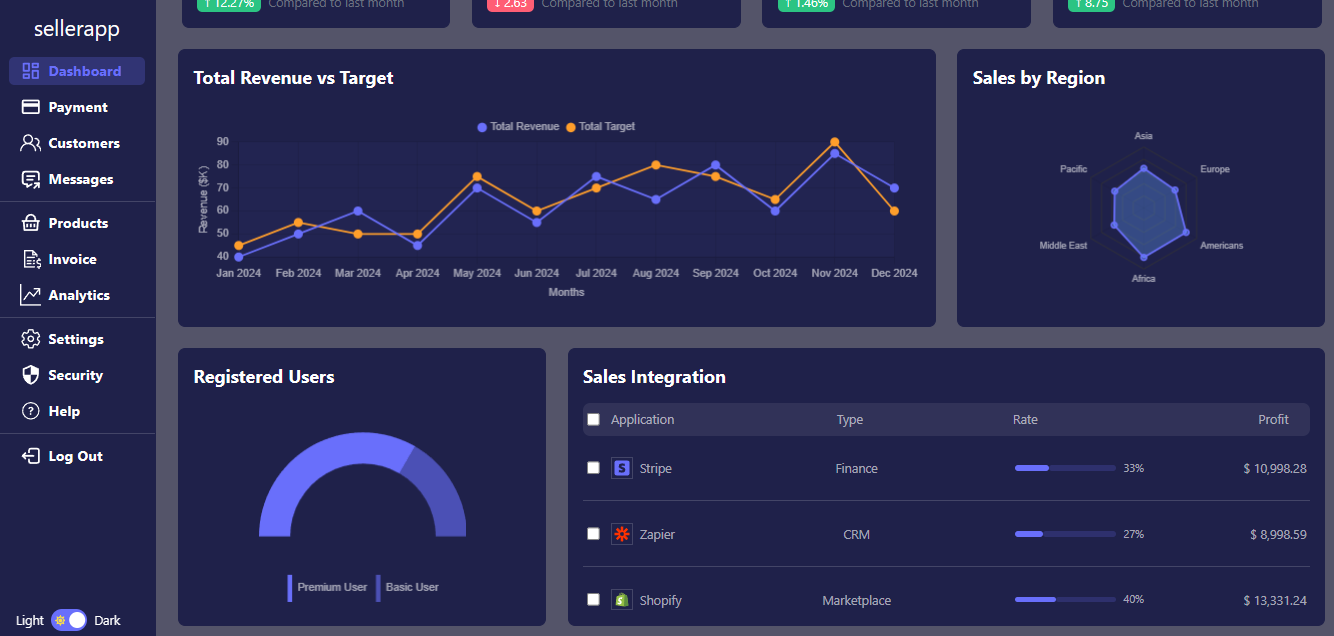 sellerapp
Dashboard
Payment
Customers
Messages
Products
Invoice
Analytics
Settings
Security
Help
Log Out
Light Dark
↑ 12.27% Compared to last month
↓ 2.63 Compared to last month
↑ 1.46% Compared to last month
↑ 8.75 Compared to last month
Total Revenue vs Target
Total Revenue Total Target
Revenue ($K)
90
80
70
60
50
40
Jan 2024 Feb 2024 Mar 2024 Apr 2024 May 2024 Jun 2024 Jul 2024 Aug 2024 Sep 2024 Oct 2024 Nov 2024 Dec 2024
Months
Sales by Region
Asia
Pacific Europe
Middle East Americans
Africa
Registered Users
Premium User Basic User
Sales Integration
Application Type Rate Profit
S Stripe Finance 33% $ 10,998.28
Zapier CRM 27% $ 8,998.59
Shopify Marketplace 40% $ 13,331.24